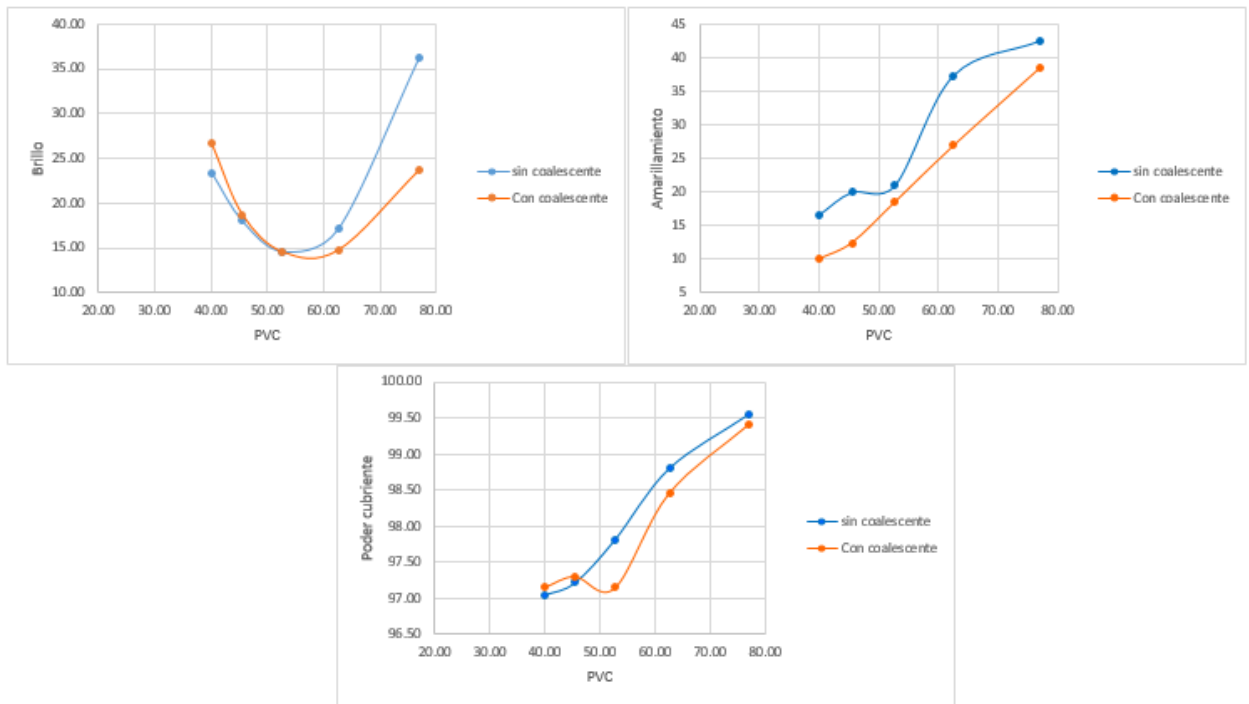 40.00
35.00
30.00
25.00
20.00
15.00
10.00
Brillo
20.00 30.00 40.00 50.00 60.00 70.00 80.00
PVC
sin coalescente
Con coalescente
45
40
35
30
25
20
15
10
5
Amarillamiento
20.00 30.00 40.00 50.00 60.00 70.00 80.00
PVC
sin coalescente
Con coalescente
100.00
99.50
99.00
98.50
98.00
97.50
97.00
96.50
Poder cubriente
20.00 30.00 40.00 50.00 60.00 70.00 80.00
PVC
sin coalescente
Con coalescente